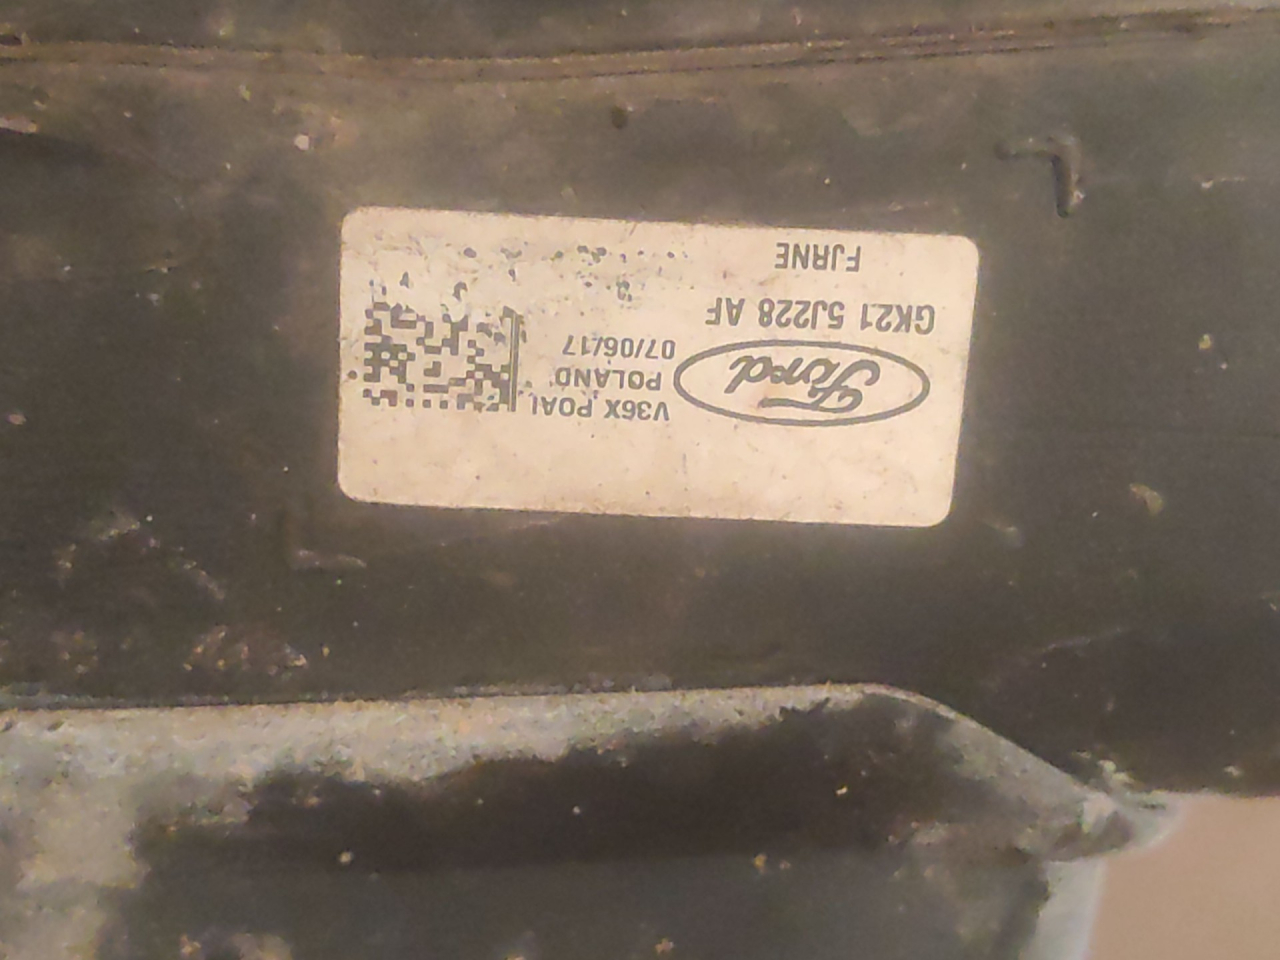 FJRNE
GK21 5J228 AF
Ford
07/06/17
POLAND
V36X POAL